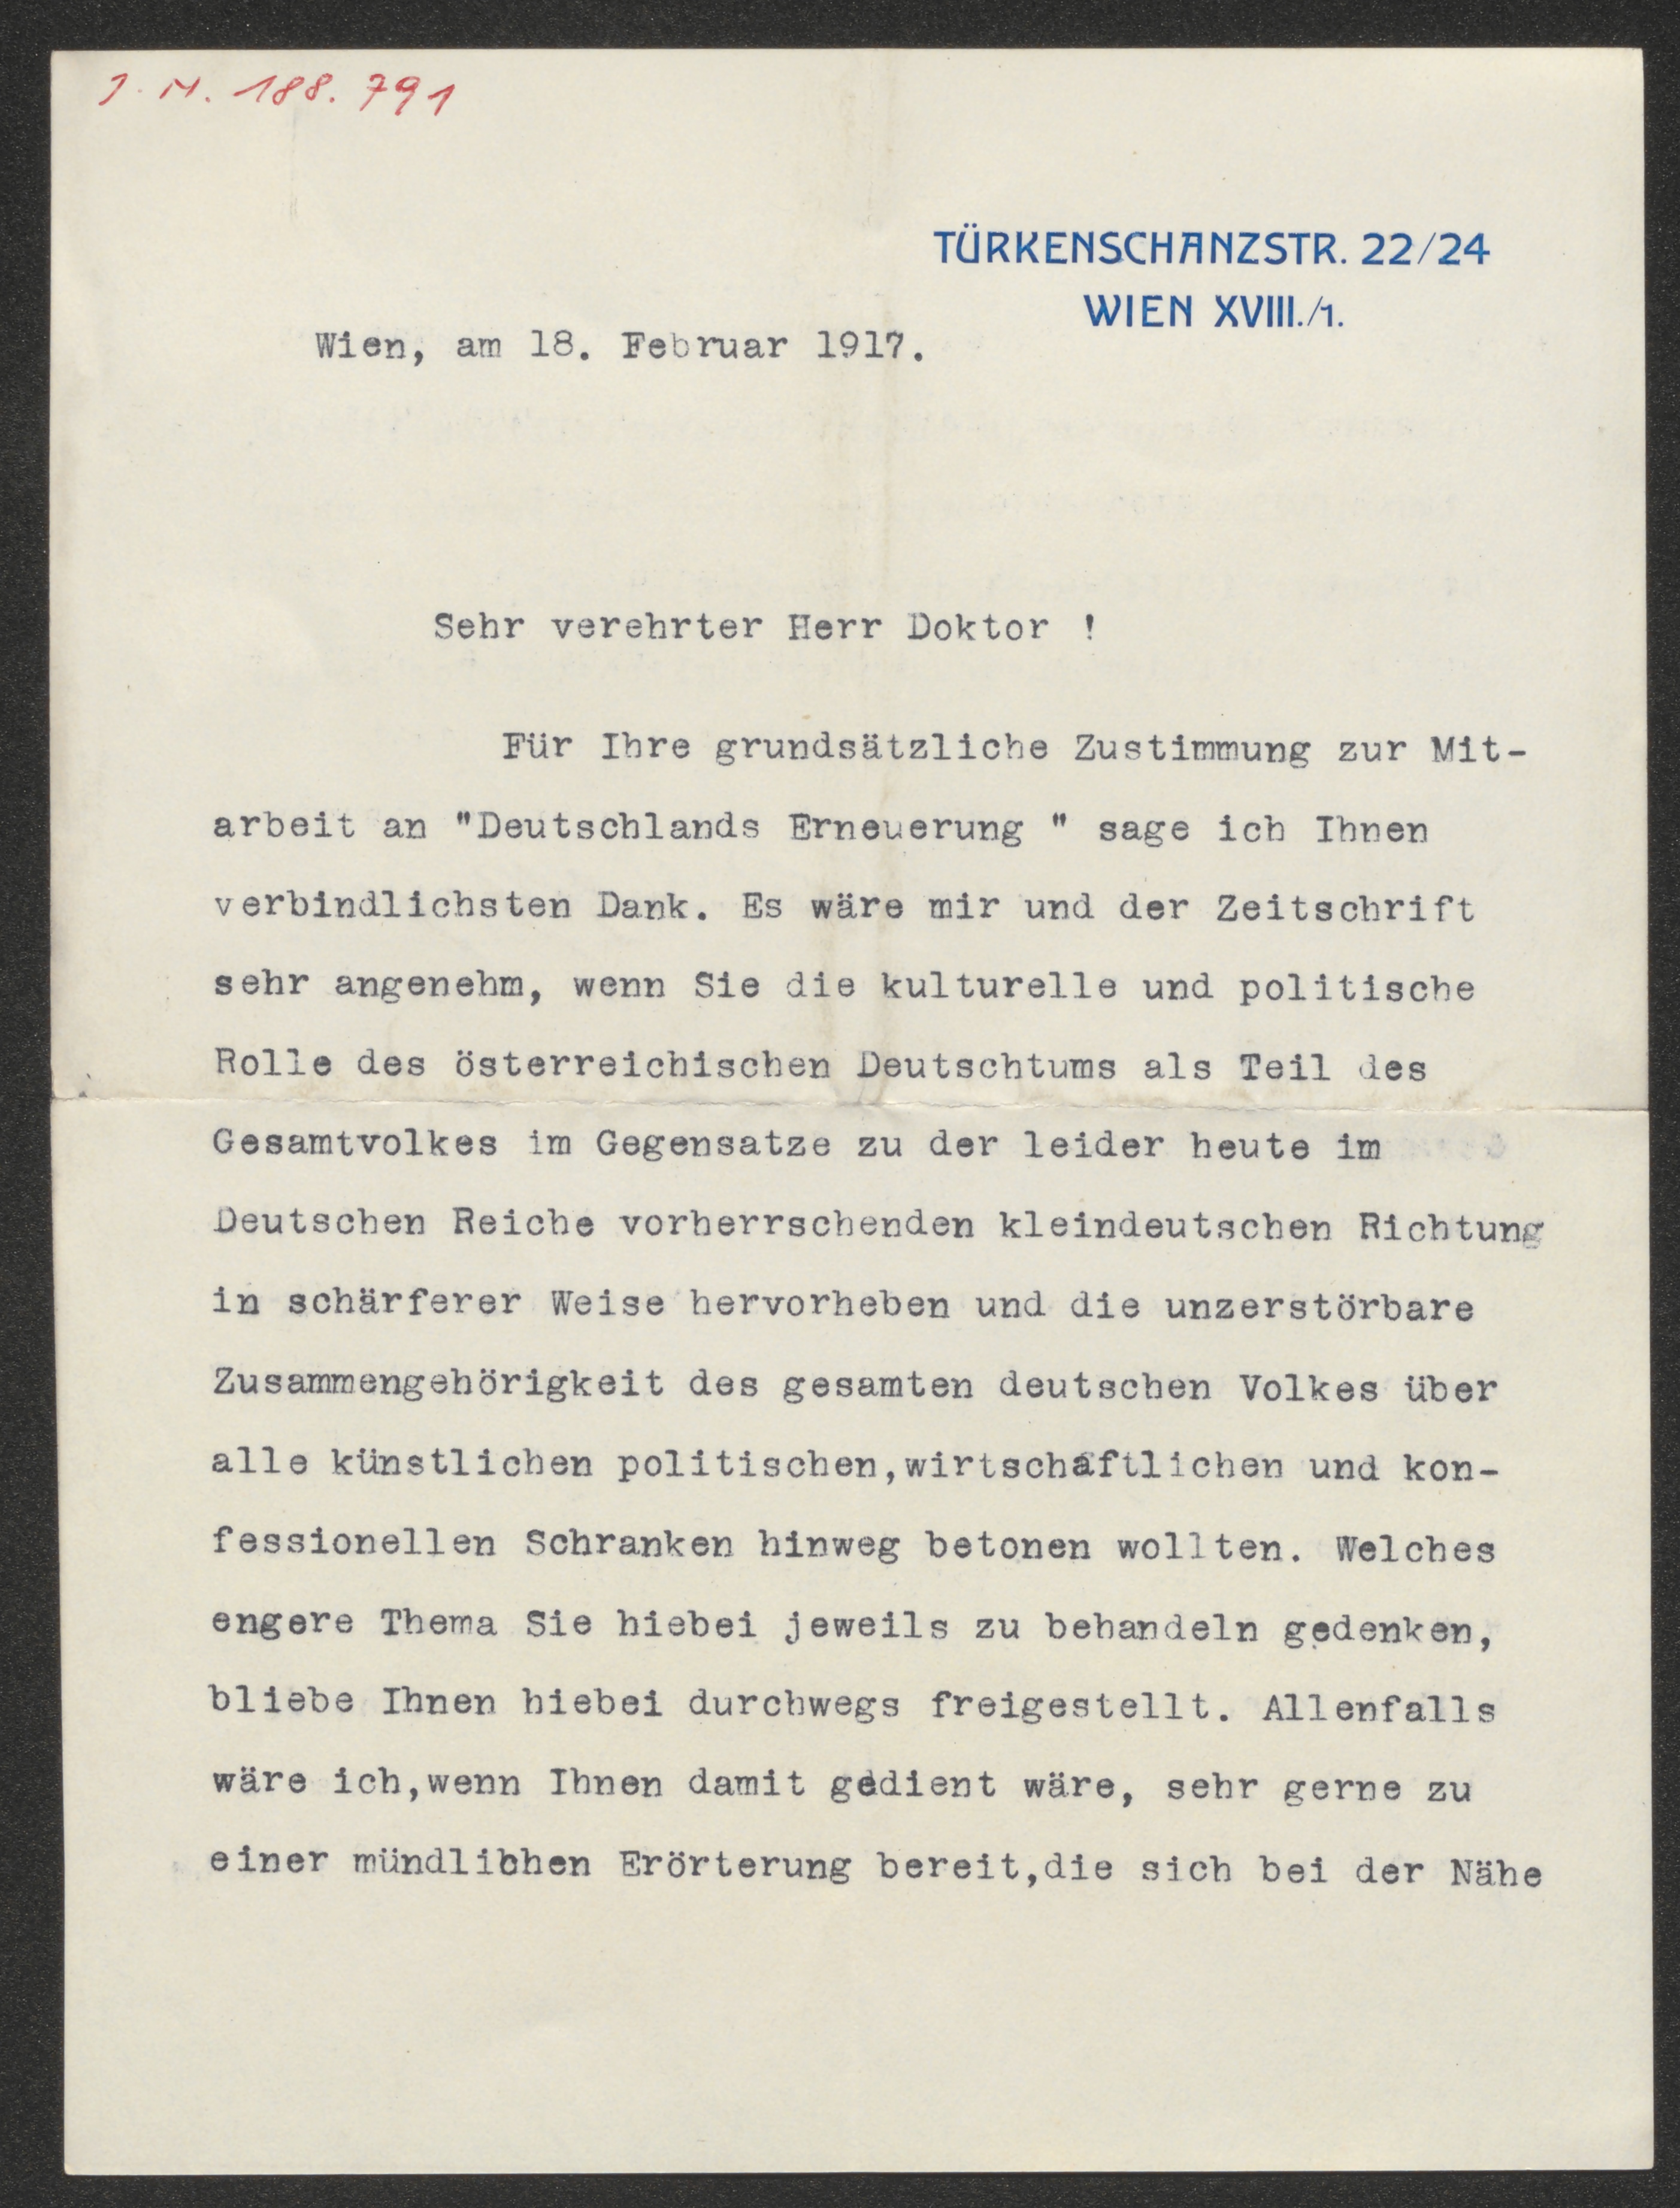 J. N. 188.791
TÜRKENSCHANZSTR. 22/24
WIEN XVIII./1.
Wien, am 18. Februar 1917.
Sehr verehrter Herr Doktor !
Für Ihre grundsätzliche Zustimmung zur Mit-
arbeit an "Deutschlands Erneuerung " sage ich Ihnen
verbindlichsten Dank. Es wäre mir und der Zeitschrift
sehr angenehm, wenn Sie die kulturelle und politische
Rolle des österreichischen Deutschtums als Teil des
Gesamtvolkes im Gegensatze zu der leider heute im
Deutschen Reiche vorherrschenden kleindeutschen Richtung
in schärferer Weise hervorheben und die unzerstörbare
Zusammengehörigkeit des gesamten deutschen Volkes über
alle künstlichen politischen,wirtschaftlichen und kon-
fessionellen Schranken hinweg betonen wollten. Welches
engere Thema Sie hiebei jeweils zu behandeln gedenken,
bliebe Ihnen hiebei durchwegs freigestellt. Allenfalls
wäre ich,wenn Ihnen damit gedient wäre, sehr gerne zu
einer mündlichen Erörterung bereit,die sich bei der Nähe